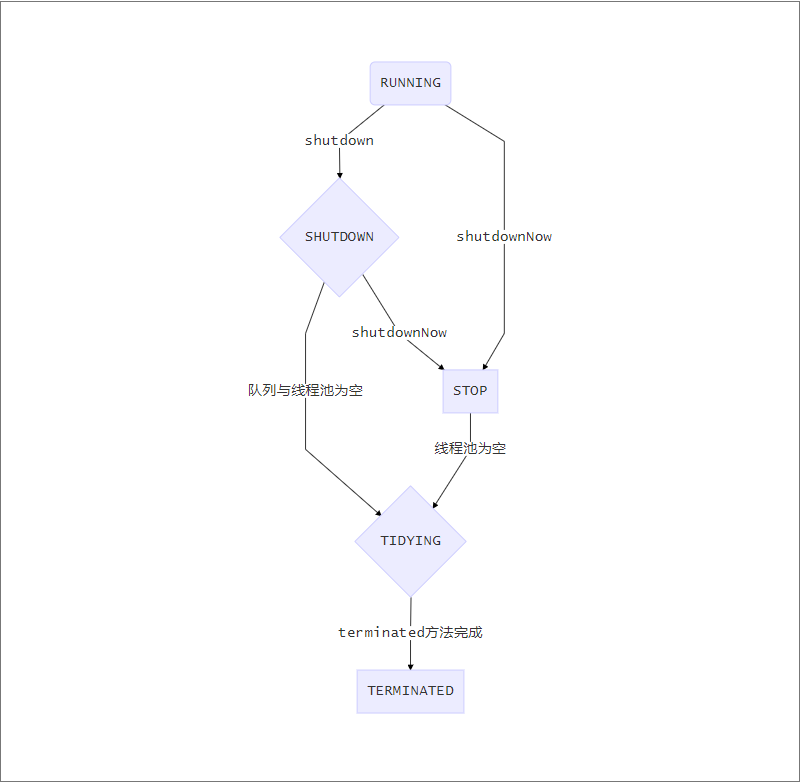 RUNNING
shutdown
SHUTDOWN
shutdownNow
shutdownNow
队列与线程池为空
STOP
线程池为空
TIDYING
terminated方法完成
TERMINATED